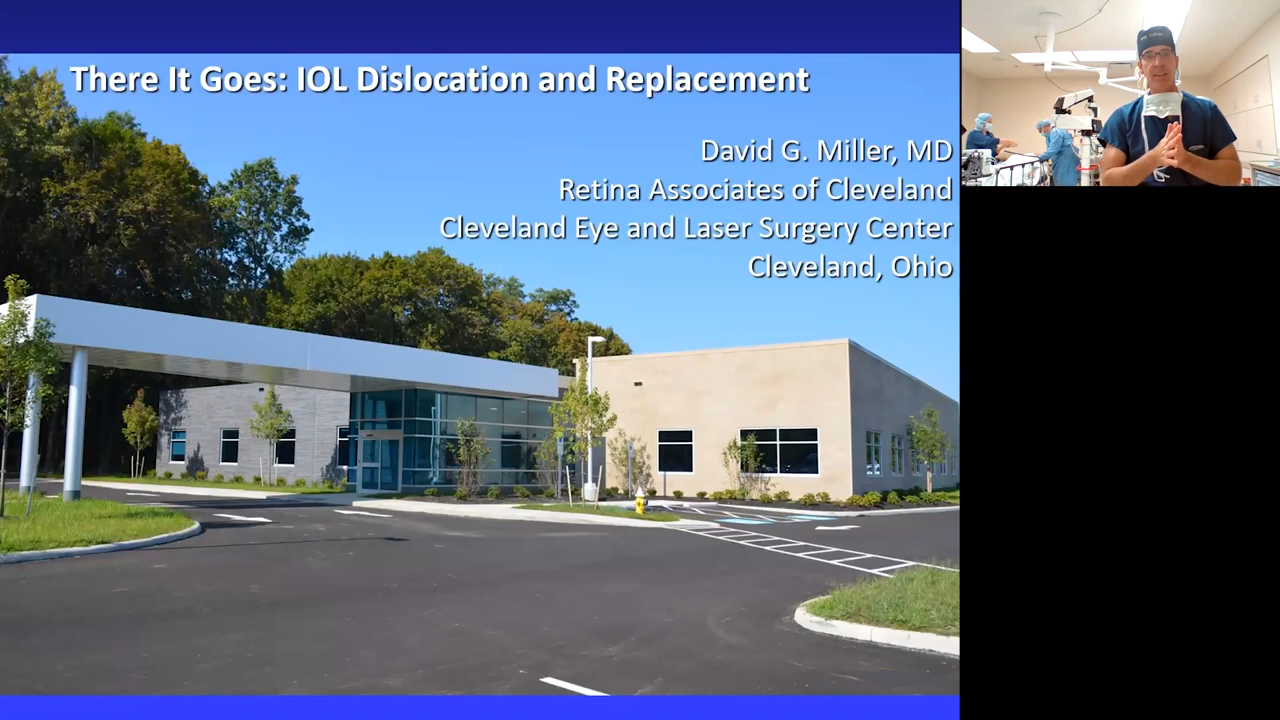 There It Goes: IOL Dislocation and Replacement
David G. Miller, MD
Retina Associates of Cleveland
Cleveland Eye and Laser Surgery Center
Cleveland, Ohio